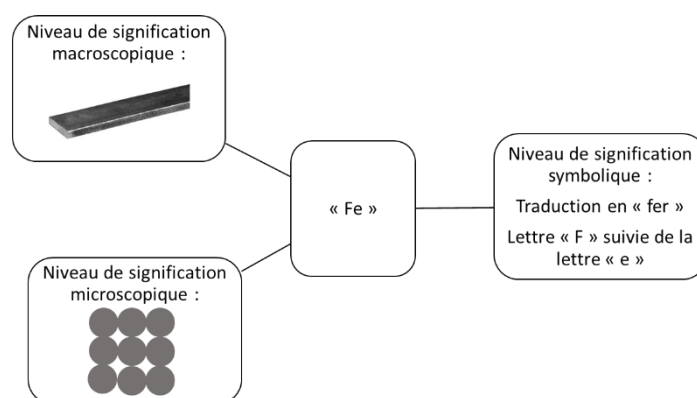 Niveau de signification
macroscopique :
« Fe »
Niveau de signification
symbolique :
Traduction en « fer »
Lettre « F » suivie de la
lettre « e »
Niveau de signification
microscopique :